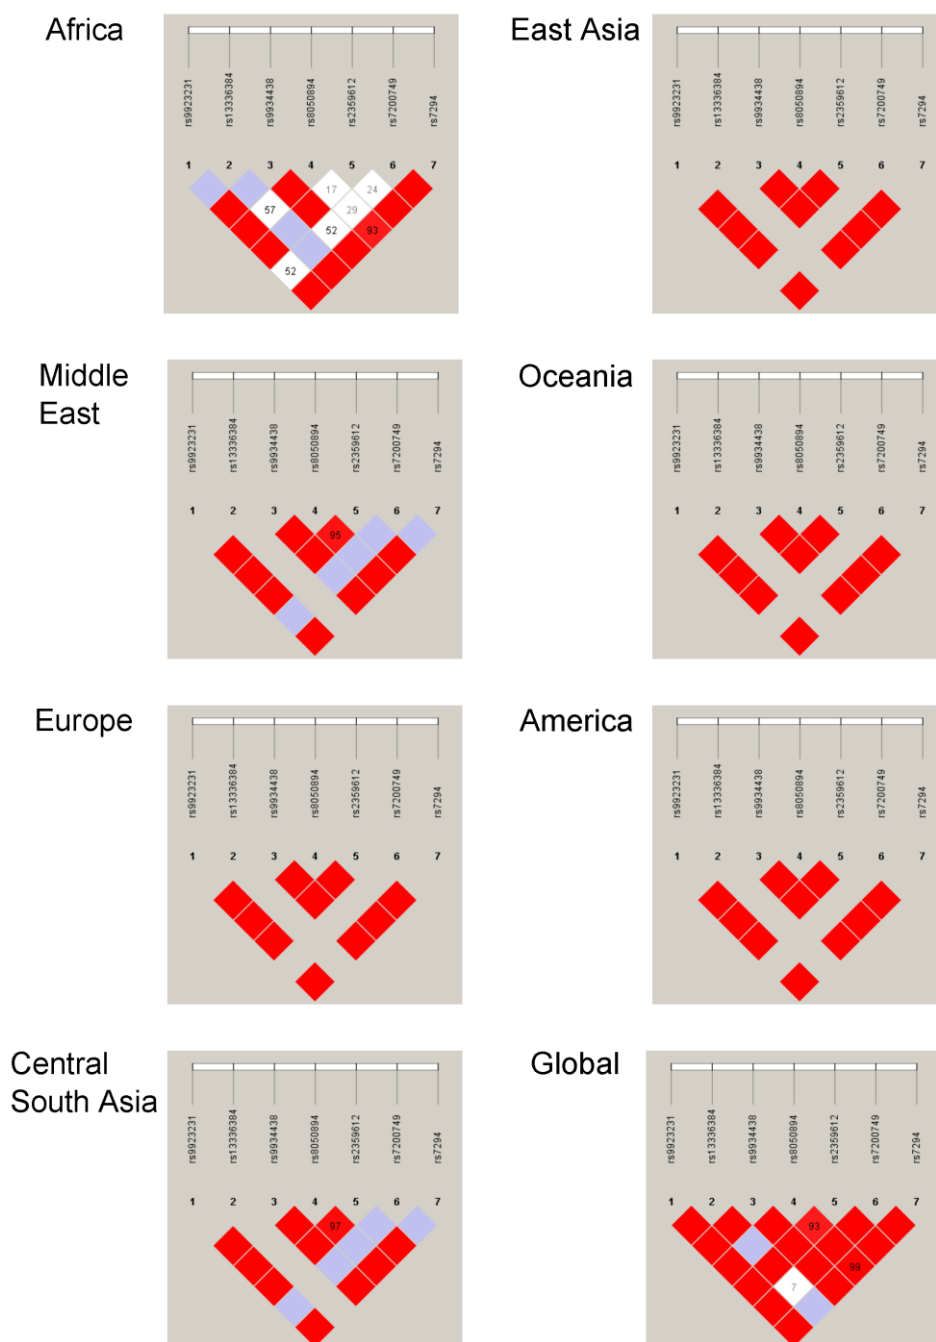 Africa
rs9923231
rs13336384
rs9934438
rs8050894
rs2359612
rs7200749
rs7294
1 2 3 4 5 6 7
17 24
57 29
52 93
52
East Asia
rs9923231
rs13336384
rs9934438
rs8050894
rs2359612
rs7200749
rs7294
1 2 3 4 5 6 7
Middle
East
rs9923231
rs13336384
rs9934438
rs8050894
rs2359612
rs7200749
rs7294
1 2 3 4 5 6 7
95
Oceania
rs9923231
rs13336384
rs9934438
rs8050894
rs2359612
rs7200749
rs7294
1 2 3 4 5 6 7
Europe
rs9923231
rs13336384
rs9934438
rs8050894
rs2359612
rs7200749
rs7294
1 2 3 4 5 6 7
America
rs9923231
rs13336384
rs9934438
rs8050894
rs2359612
rs7200749
rs7294
1 2 3 4 5 6 7
Central
South Asia
rs9923231
rs13336384
rs9934438
rs8050894
rs2359612
rs7200749
rs7294
1 2 3 4 5 6 7
97
Global
rs9923231
rs13336384
rs9934438
rs8050894
rs2359612
rs7200749
rs7294
1 2 3 4 5 6 7
93
99
7